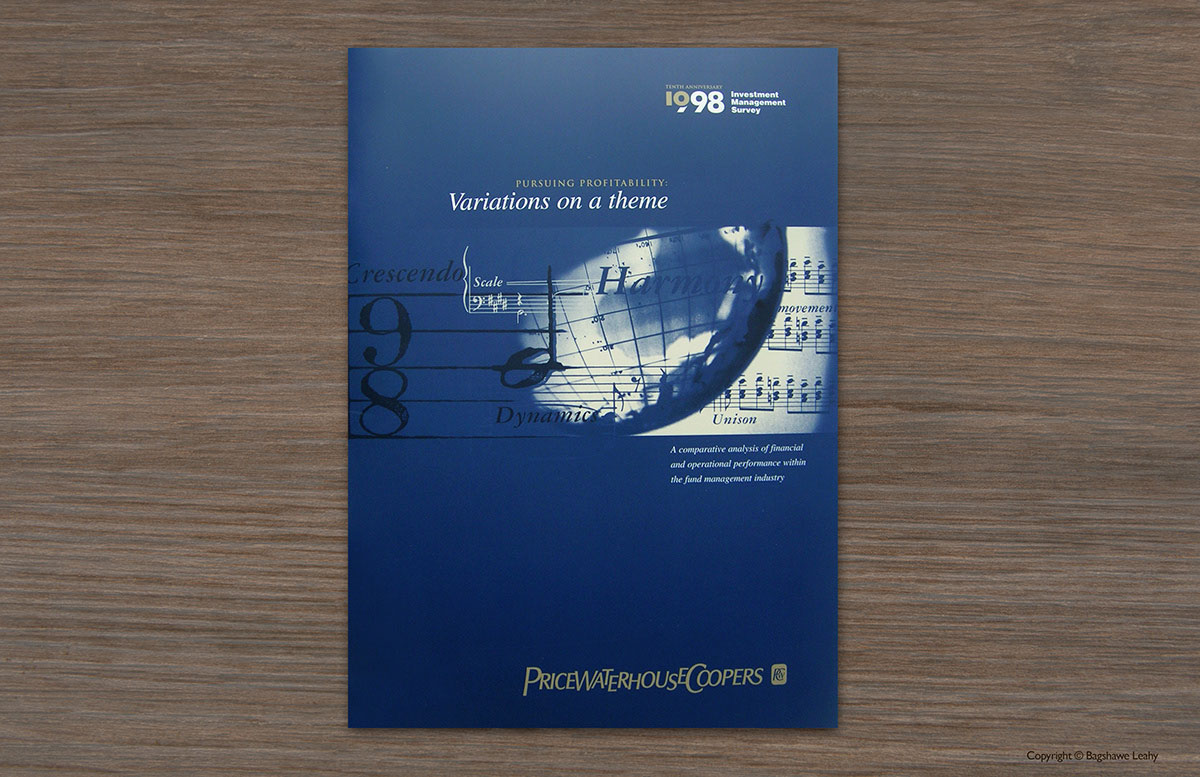 TENTH ANNIVERSARY
1998
Investment
Management
Survey
PURSUING PROFITABILITY:
Variations on a theme
Crescendo
Scale
Harmony
movement
9
8
Dynamics
Unison
A comparative analysis of financial
and operational performance within
the fund management industry
PRICEWATERHOUSECOOPERS
Copyright © Bagshawe Leahy